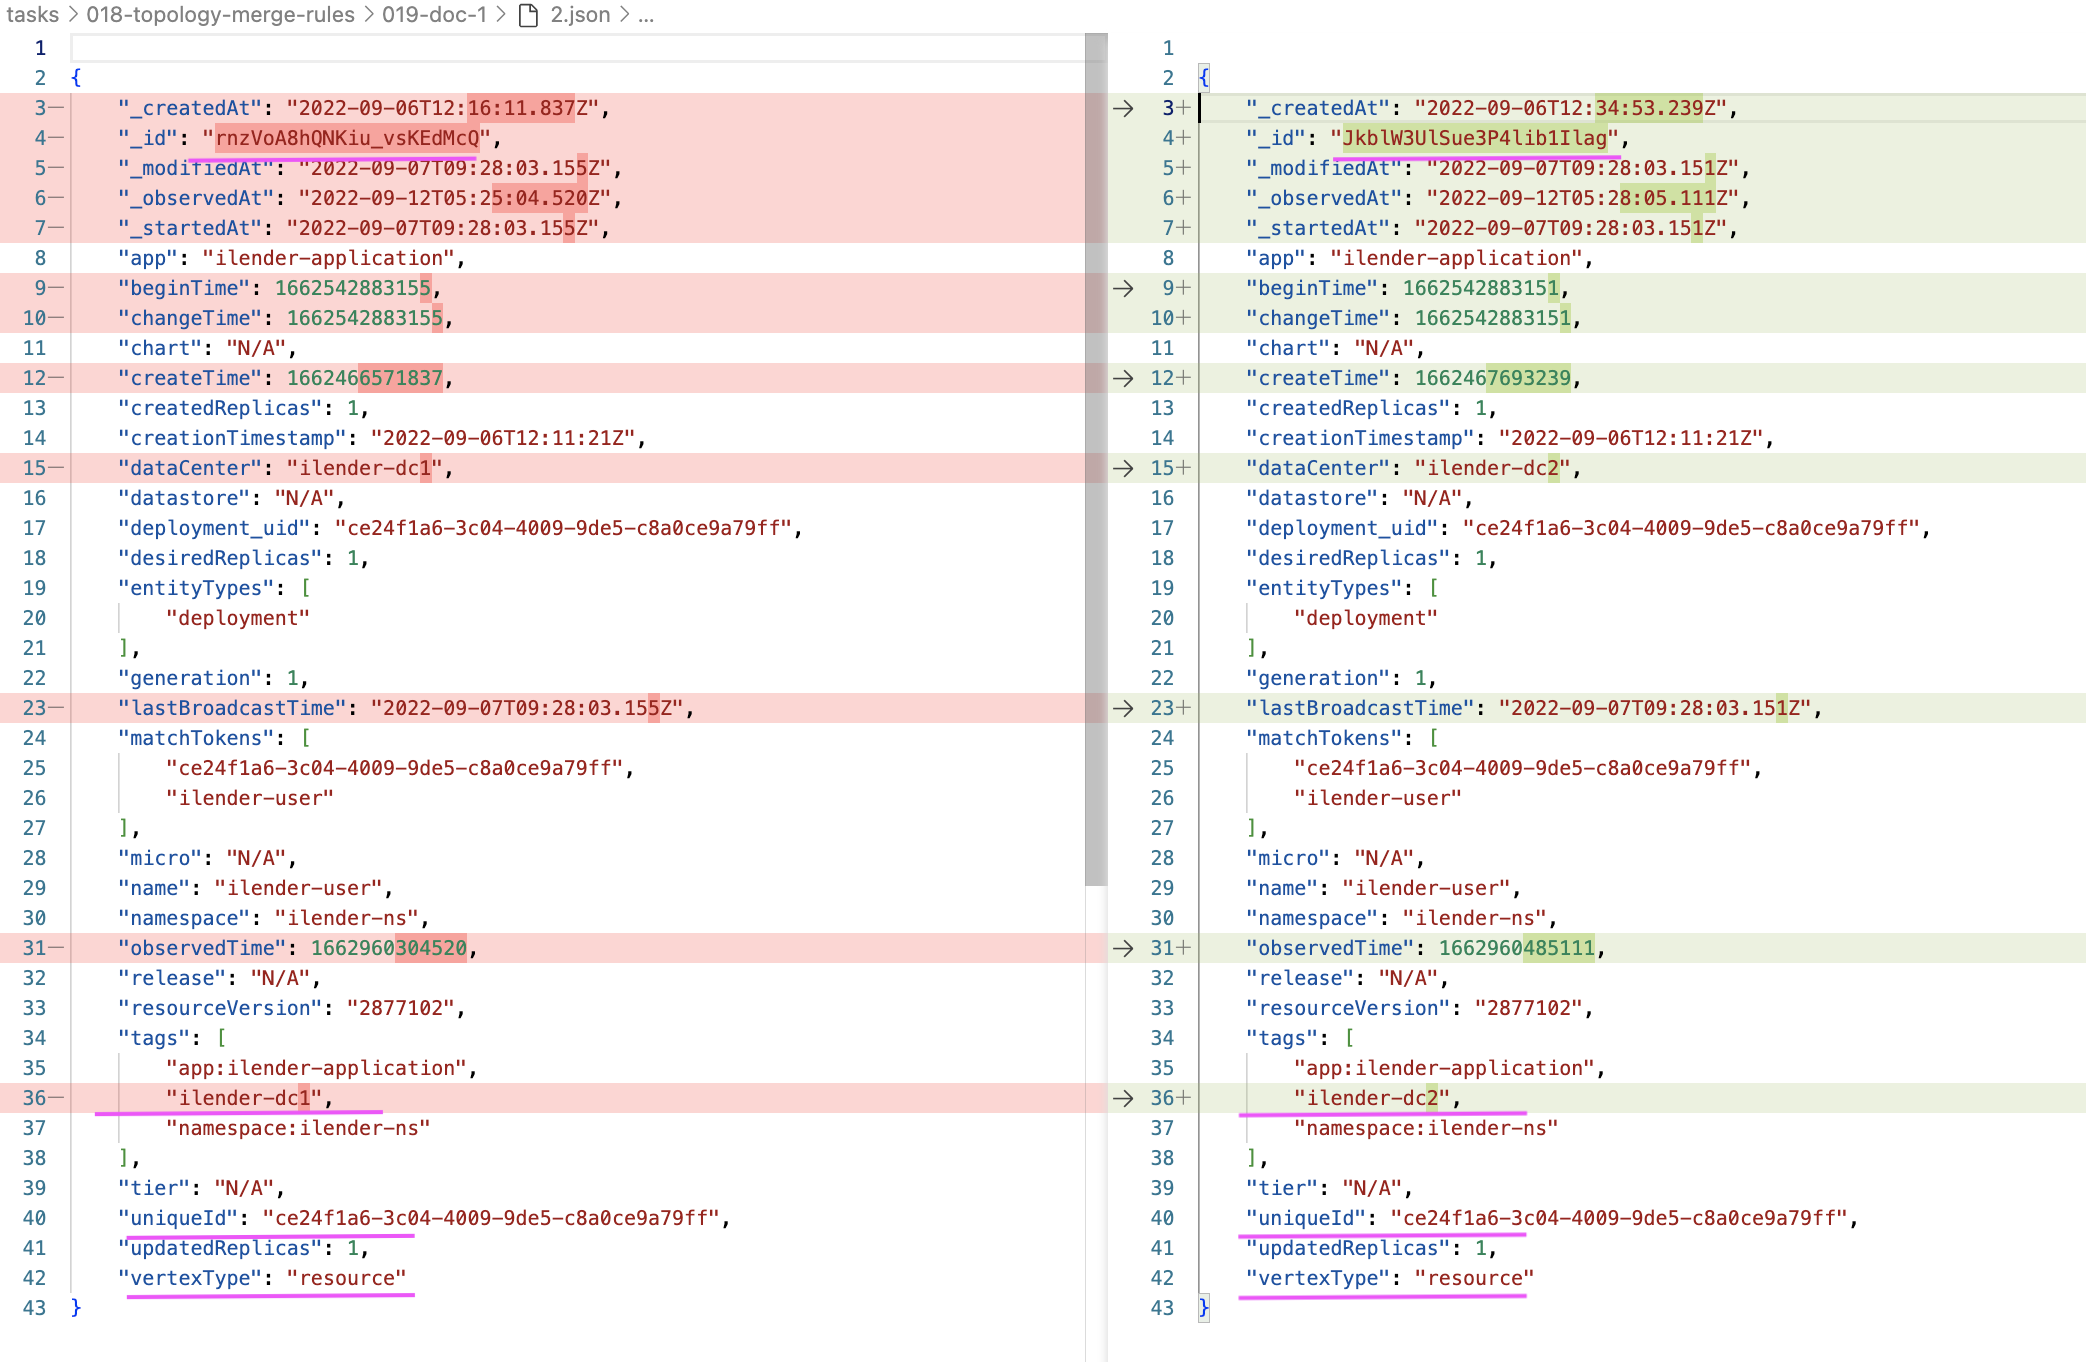 tasks > 018-topology-merge-rules > 019-doc-1 > 2.json > ...
1
2 {
3— "_createdAt": "2022-09-06T12:16:11.837Z",
4— "_id": "rnzVoA8hQNKiu_vsKEdMcQ",
5— "_modifiedAt": "2022-09-07T09:28:03.155Z",
6— "_observedAt": "2022-09-12T05:25:04.520Z",
7— "_startedAt": "2022-09-07T09:28:03.155Z",
8 "app": "ilender-application",
9— "beginTime": 1662542883155,
10— "changeTime": 1662542883155,
11 "chart": "N/A",
12— "createTime": 1662466571837,
13 "createdReplicas": 1,
14 "creationTimestamp": "2022-09-06T12:11:21Z",
15— "dataCenter": "ilender-dc1",
16 "datastore": "N/A",
17 "deployment_uid": "ce24f1a6-3c04-4009-9de5-c8a0ce9a79ff",
18 "desiredReplicas": 1,
19 "entityTypes": [
20 "deployment"
21 ],
22 "generation": 1,
23— "lastBroadcastTime": "2022-09-07T09:28:03.155Z",
24 "matchTokens": [
25 "ce24f1a6-3c04-4009-9de5-c8a0ce9a79ff",
26 "ilender-user"
27 ],
28 "micro": "N/A",
29 "name": "ilender-user",
30 "namespace": "ilender-ns",
31— "observedTime": 1662960304520,
32 "release": "N/A",
33 "resourceVersion": "2877102",
34 "tags": [
35 "app:ilender-application",
36— "ilender-dc1",
37 "namespace:ilender-ns"
38 ],
39 "tier": "N/A",
40 "uniqueId": "ce24f1a6-3c04-4009-9de5-c8a0ce9a79ff",
41 "updatedReplicas": 1,
42 "vertexType": "resource"
43 }
1
2 {
→ 3+ "_createdAt": "2022-09-06T12:34:53.239Z",
4+ "_id": "JkblW3UlSue3P4lib1Ilag",
5+ "_modifiedAt": "2022-09-07T09:28:03.151Z",
6+ "_observedAt": "2022-09-12T05:28:05.111Z",
7+ "_startedAt": "2022-09-07T09:28:03.151Z",
8 "app": "ilender-application",
→ 9+ "beginTime": 1662542883151,
10+ "changeTime": 1662542883151,
11 "chart": "N/A",
→ 12+ "createTime": 1662467693239,
13 "createdReplicas": 1,
14 "creationTimestamp": "2022-09-06T12:11:21Z",
→ 15+ "dataCenter": "ilender-dc2",
16 "datastore": "N/A",
17 "deployment_uid": "ce24f1a6-3c04-4009-9de5-c8a0ce9a79ff",
18 "desiredReplicas": 1,
19 "entityTypes": [
20 "deployment"
21 ],
22 "generation": 1,
→ 23+ "lastBroadcastTime": "2022-09-07T09:28:03.151Z",
24 "matchTokens": [
25 "ce24f1a6-3c04-4009-9de5-c8a0ce9a79ff",
26 "ilender-user"
27 ],
28 "micro": "N/A",
29 "name": "ilender-user",
30 "namespace": "ilender-ns",
→ 31+ "observedTime": 1662960485111,
32 "release": "N/A",
33 "resourceVersion": "2877102",
34 "tags": [
35 "app:ilender-application",
→ 36+ "ilender-dc2",
37 "namespace:ilender-ns"
38 ],
39 "tier": "N/A",
40 "uniqueId": "ce24f1a6-3c04-4009-9de5-c8a0ce9a79ff",
41 "updatedReplicas": 1,
42 "vertexType": "resource"
43 }